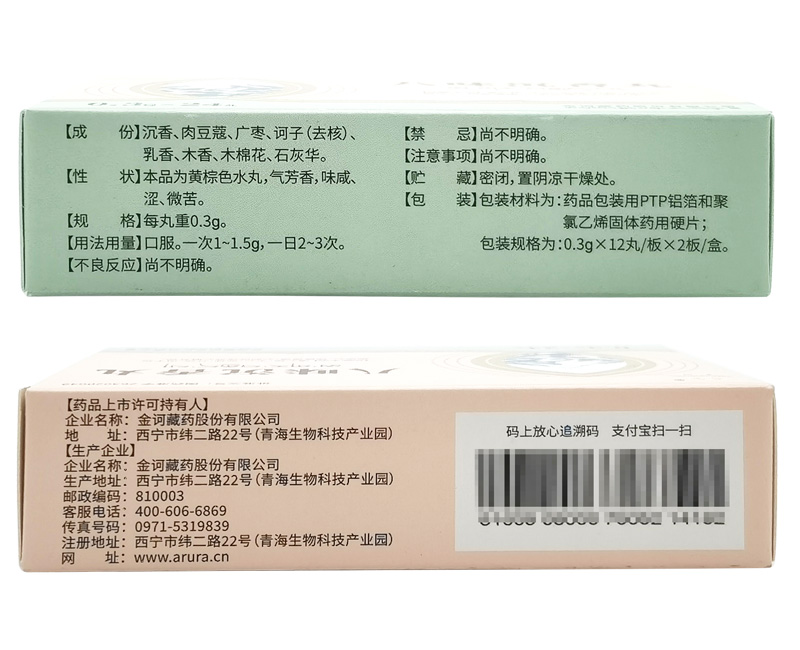 【成　　份】沉香、肉豆蔻、广枣、诃子(去核)、
乳香、木香、木棉花、石灰华。
【性　　状】本品为黄棕色水丸,气芳香,味咸、
涩、微苦。
【规　　格】每丸重0.3g。
【用法用量】口服。一次1~1.5g,一日2~3次。
【不良反应】尚不明确。
【禁　　忌】尚不明确。
【注意事项】尚不明确。
【贮　　藏】密闭,置阴凉干燥处。
【包　　装】包装材料为:药品包装用PTP铝箔和聚
氯乙烯固体药用硬片;
包装规格为:0.3g×12丸/板×2板/盒。
八味沉香丸
【药品上市许可持有人】
企业名称:金诃藏药股份有限公司
地　　址:西宁市纬二路22号(青海生物科技产业园)
【生产企业】
企业名称:金诃藏药股份有限公司
生产地址:西宁市纬二路22号(青海生物科技产业园)
邮政编码:810003
客服电话:400-606-6869
传真号码:0971-5319839
注册地址:西宁市纬二路22号(青海生物科技产业园)
网　　址:www.arura.cn
码上放心追溯码　支付宝扫一扫